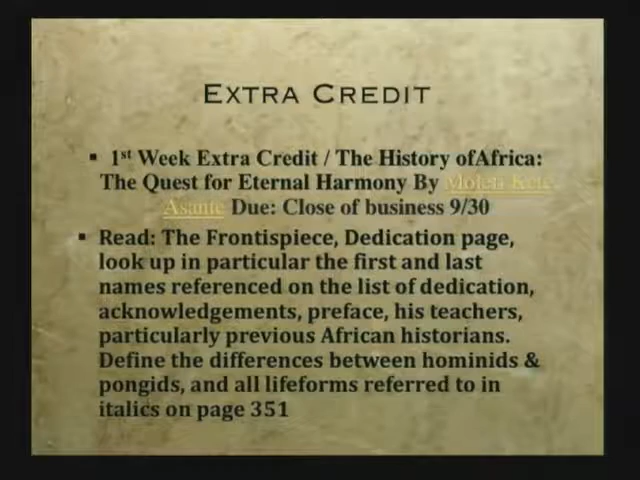 EXTRA CREDIT
▪ 1st Week Extra Credit / The History ofAfrica:
The Quest for Eternal Harmony By Molefi Kete
Asante Due: Close of business 9/30
▪ Read: The Frontispiece, Dedication page,
look up in particular the first and last
names referenced on the list of dedication,
acknowledgements, preface, his teachers,
particularly previous African historians.
Define the differences between hominids &
pongids, and all lifeforms referred to in
italics on page 351